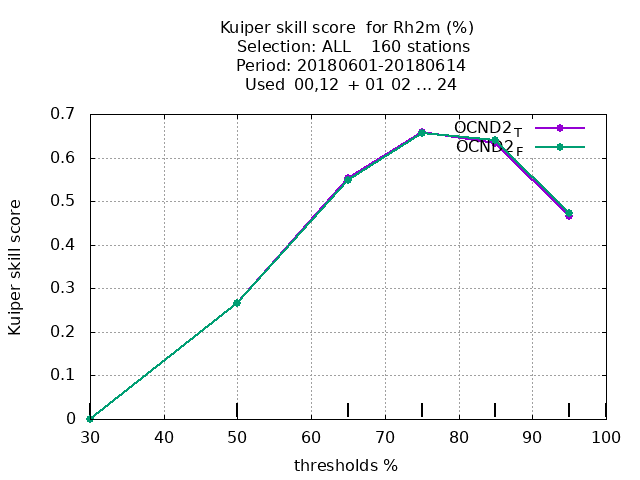 Kuiper skill score for Rh2m (%)
Selection: ALL 160 stations
Period: 20180601-20180614
Used 00,12 + 01 02 ... 24
OCND2T
OCND2F
0.7
0.6
0.5
0.4
0.3
0.2
0.1
0
Kuiper skill score
30 40 50 60 70 80 90 100
thresholds %